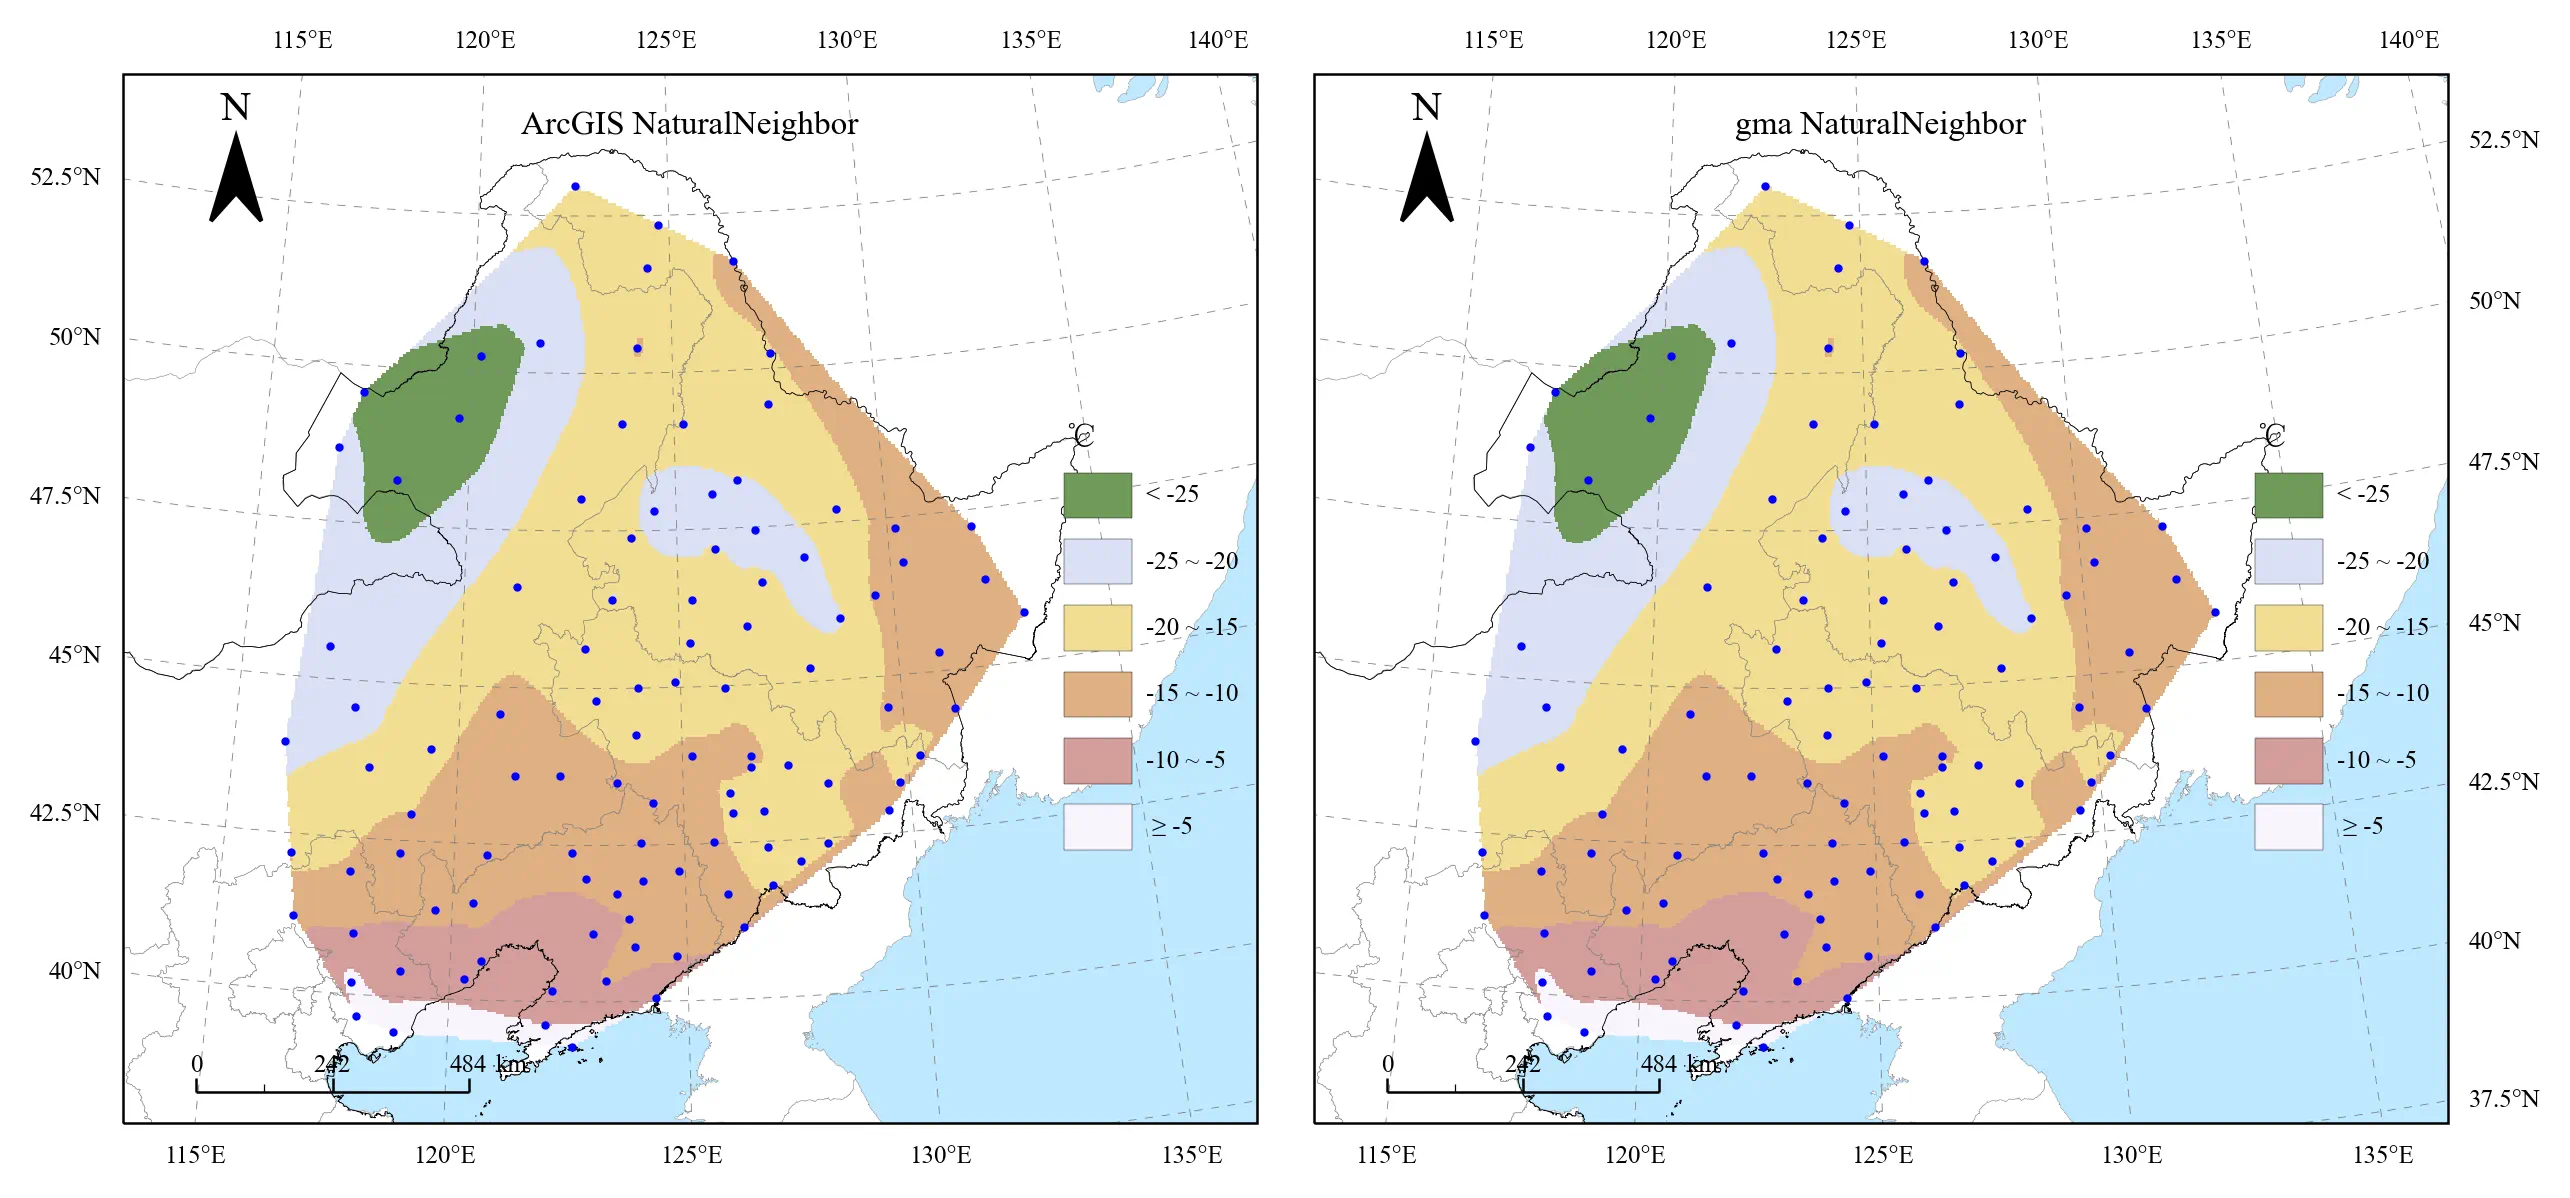 115°E 120°E 125°E 130°E 135°E 140°E
115°E 120°E 125°E 130°E 135°E 140°E
N
ArcGIS NaturalNeighbor
52.5°N
50°N
47.5°N
45°N
42.5°N
40°N
°C
< -25
-25 ~ -20
-20 ~ -15
-15 ~ -10
-10 ~ -5
≥ -5
0 242 484 km
115°E 120°E 125°E 130°E 135°E
N
gma NaturalNeighbor
52.5°N
50°N
47.5°N
45°N
42.5°N
40°N
37.5°N
°C
< -25
-25 ~ -20
-20 ~ -15
-15 ~ -10
-10 ~ -5
≥ -5
0 242 484 km
115°E 120°E 125°E 130°E 135°E